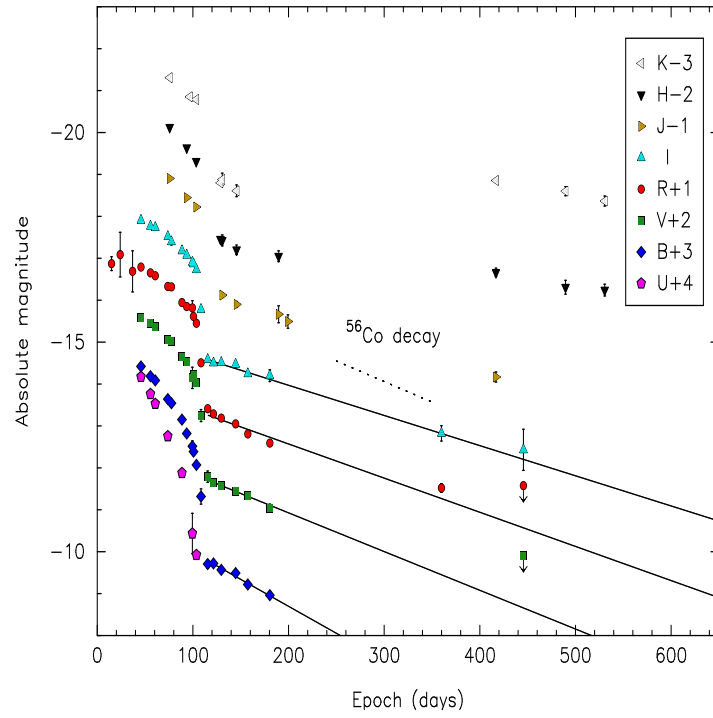 K−3
H−2
J−1
I
R+1
V+2
B+3
U+4
−20
−15
−10
Absolute magnitude
⁵⁶Co decay
0 100 200 300 400 500 600
Epoch (days)